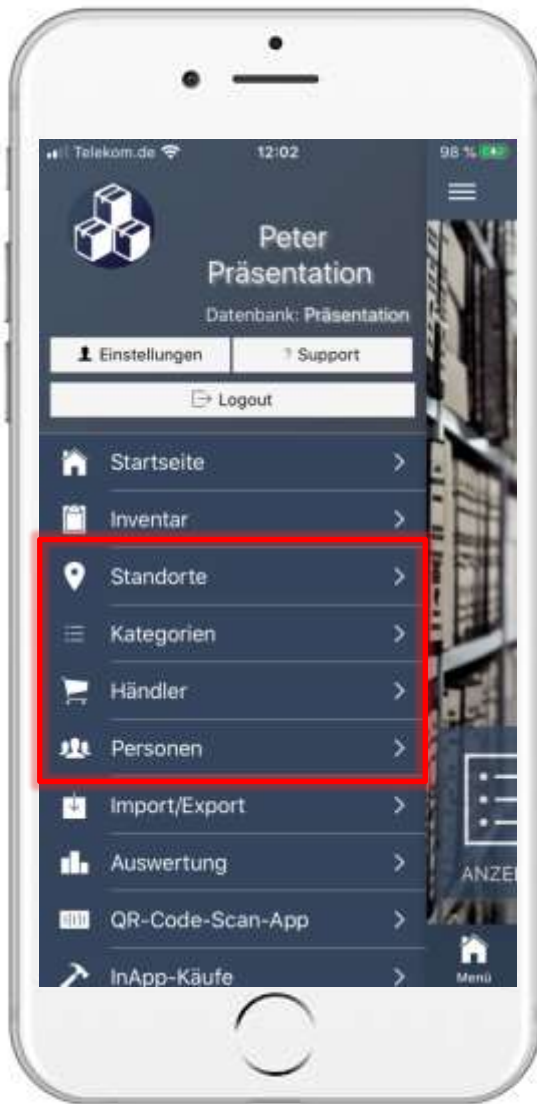 Telekom.de 12:02 98 %
Peter
Präsentation
Datenbank: Präsentation
Einstellungen ? Support
Logout
Startseite
Inventar
Standorte
Kategorien
Händler
Personen
Import/Export
Auswertung
ANZEI
QR-Code-Scan-App
InApp-Käufe
Menü